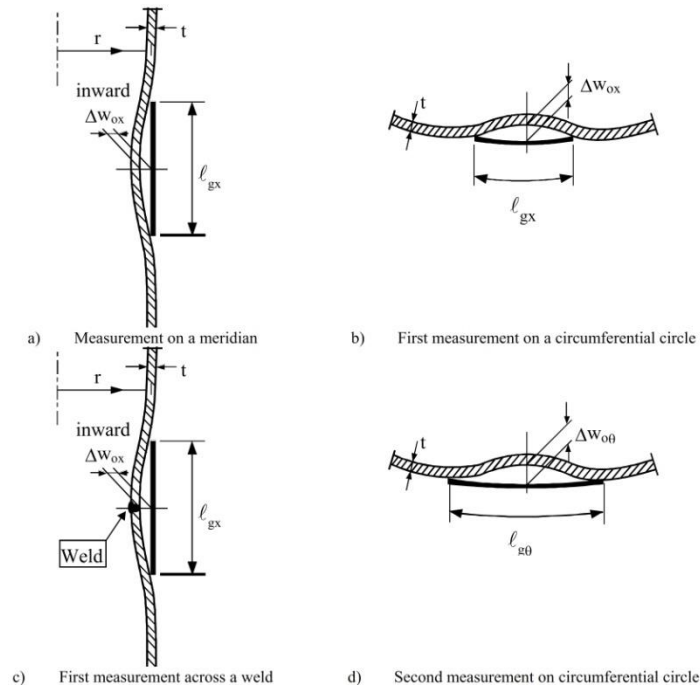 r
t
inward
Δw₀ₓ
ℓgx
t
Δw₀ₓ
ℓgx
a) Measurement on a meridian
b) First measurement on a circumferential circle
r
t
inward
Δw₀ₓ
ℓgx
Weld
t
Δw₀θ
ℓgθ
c) First measurement across a weld
d) Second measurement on circumferential circle